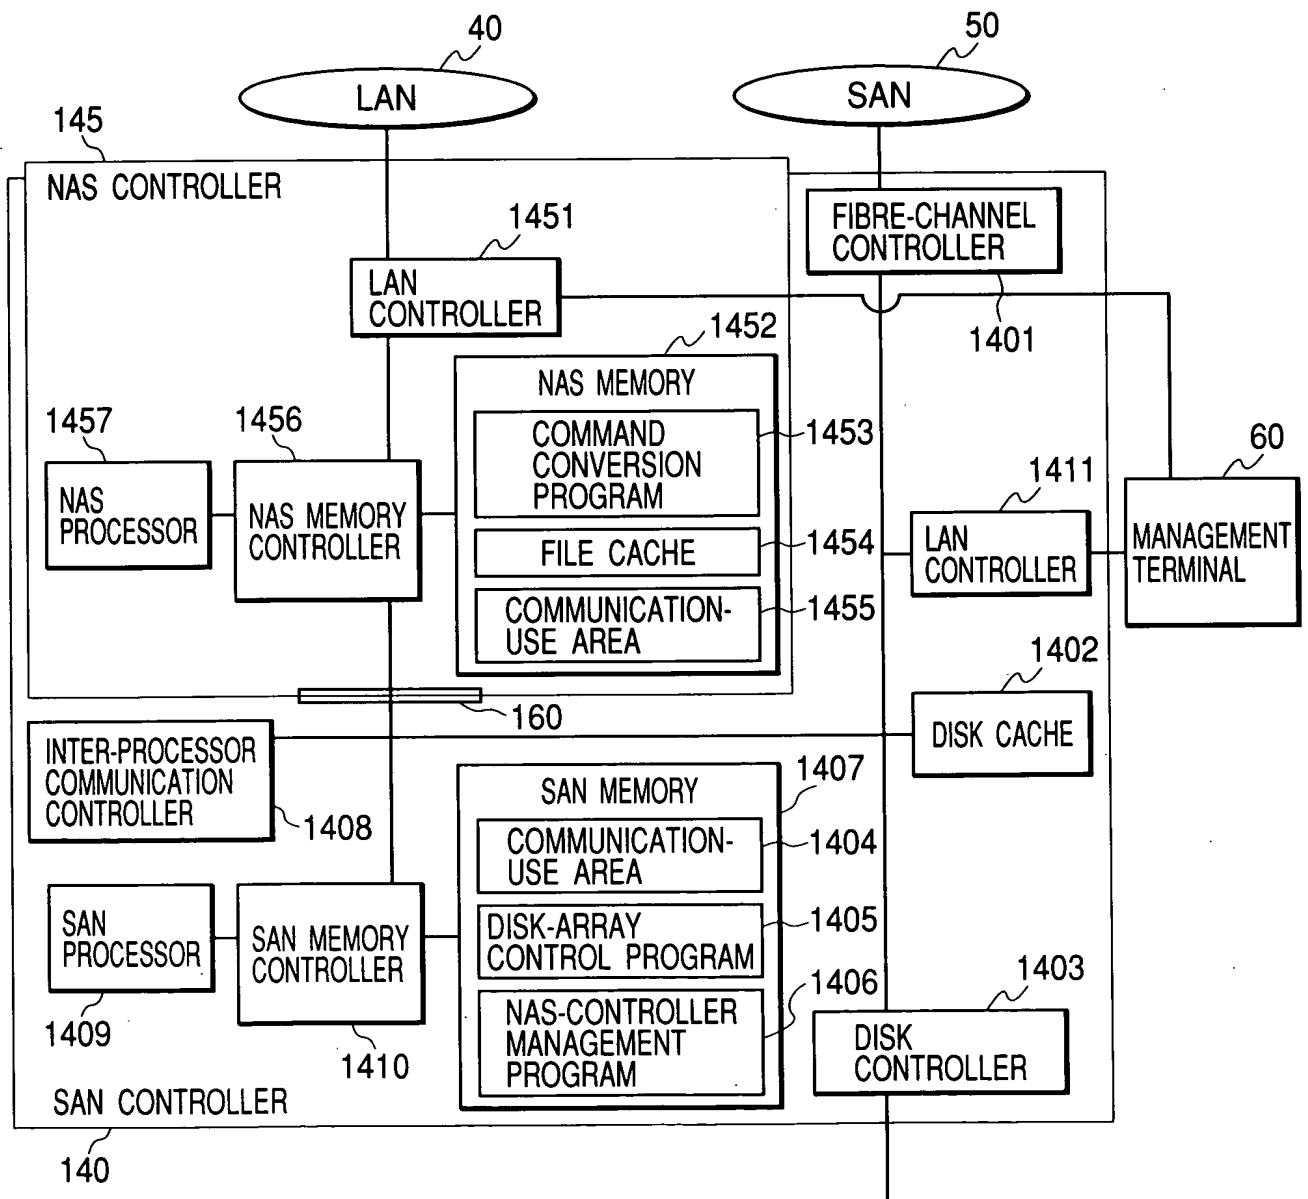 40
50
LAN
SAN
145
NAS CONTROLLER
1451
FIBRE-CHANNEL
CONTROLLER
LAN
CONTROLLER
1401
1452
NAS MEMORY
1457
1456
COMMAND
CONVERSION
PROGRAM
1453
60
1411
NAS
PROCESSOR
NAS MEMORY
CONTROLLER
FILE CACHE
1454
LAN
CONTROLLER
MANAGEMENT
TERMINAL
COMMUNICATION-
USE AREA
1455
1402
160
DISK CACHE
INTER-PROCESSOR
COMMUNICATION
CONTROLLER
1408
1407
SAN MEMORY
COMMUNICATION-
USE AREA
1404
SAN
PROCESSOR
SAN MEMORY
CONTROLLER
DISK-ARRAY
CONTROL PROGRAM
1405
1409
1410
NAS-CONTROLLER
MANAGEMENT
PROGRAM
1406
1403
DISK
CONTROLLER
SAN CONTROLLER
140